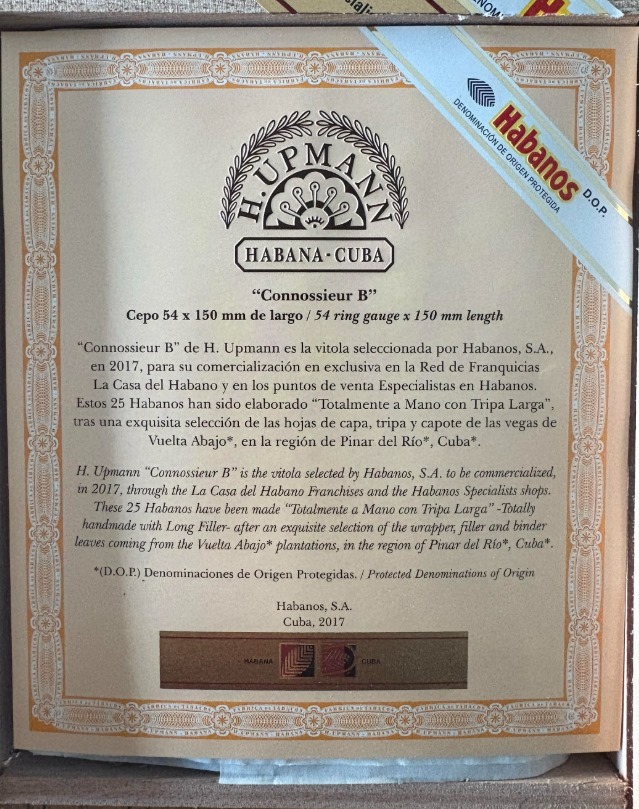 Habanos D.O.P.
DENOMINACIÓN DE ORIGEN PROTEGIDA
H. UPMANN
HABANA · CUBA
“Connossieur B”
Cepo 54 x 150 mm de largo / 54 ring gauge x 150 mm length
“Connossieur B” de H. Upmann es la vitola seleccionada por Habanos, S.A.,
en 2017, para su comercialización en exclusiva en la Red de Franquicias
La Casa del Habano y en los puntos de venta Especialistas en Habanos.
Estos 25 Habanos han sido elaborado “Totalmente a Mano con Tripa Larga”,
tras una exquisita selección de las hojas de capa, tripa y capote de las vegas de
Vuelta Abajo*, en la región de Pinar del Río*, Cuba*.
H. Upmann “Connossieur B” is the vitola selected by Habanos, S.A. to be commercialized,
in 2017, through the La Casa del Habano Franchises and the Habanos Specialists shops.
These 25 Habanos have been made “Totalmente a Mano con Tripa Larga” -Totally
handmade with Long Filler- after an exquisite selection of the wrapper, filler and binder
leaves coming from the Vuelta Abajo* plantations, in the region of Pinar del Río*, Cuba*.
*(D.O.P.) Denominaciones de Origen Protegidas. / Protected Denominations of Origin
Habanos, S.A.
Cuba, 2017
HABANA CUBA